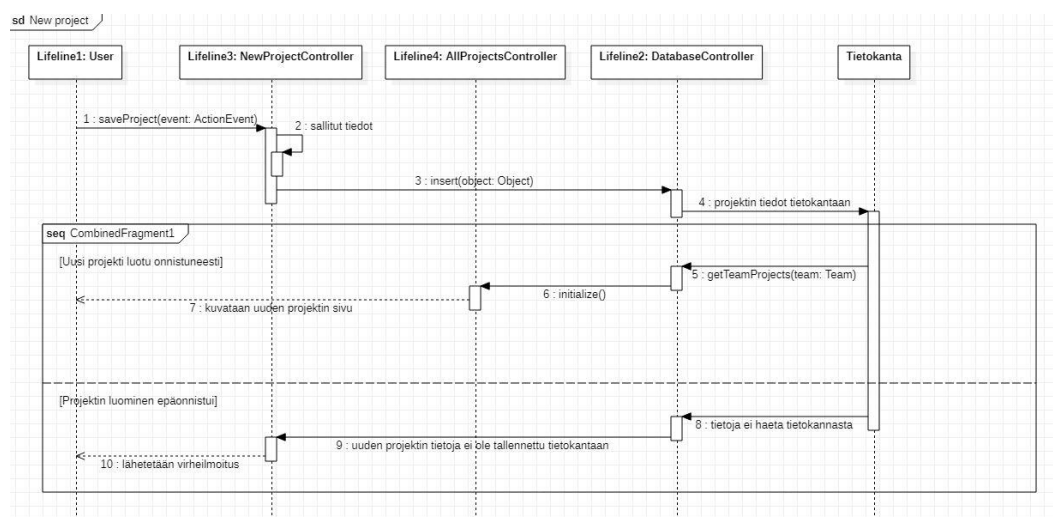 sd New project
Lifeline1: User
Lifeline3: NewProjectController
Lifeline4: AllProjectsController
Lifeline2: DatabaseController
Tietokanta
1 : saveProject(event: ActionEvent)
2 : sallitut tiedot
3 : insert(object: Object)
4 : projektin tiedot tietokantaan
seq CombinedFragment1
[Uusi projekti luotu onnistuneesti]
5 : getTeamProjects(team: Team)
6 : initialize()
7 : kuvataan uuden projektin sivu
[Projektin luominen epäonnistui]
8 : tietoja ei haeta tietokannasta
9 : uuden projektin tietoja ei ole tallennettu tietokantaan
10 : lähetetään virheilmoitus